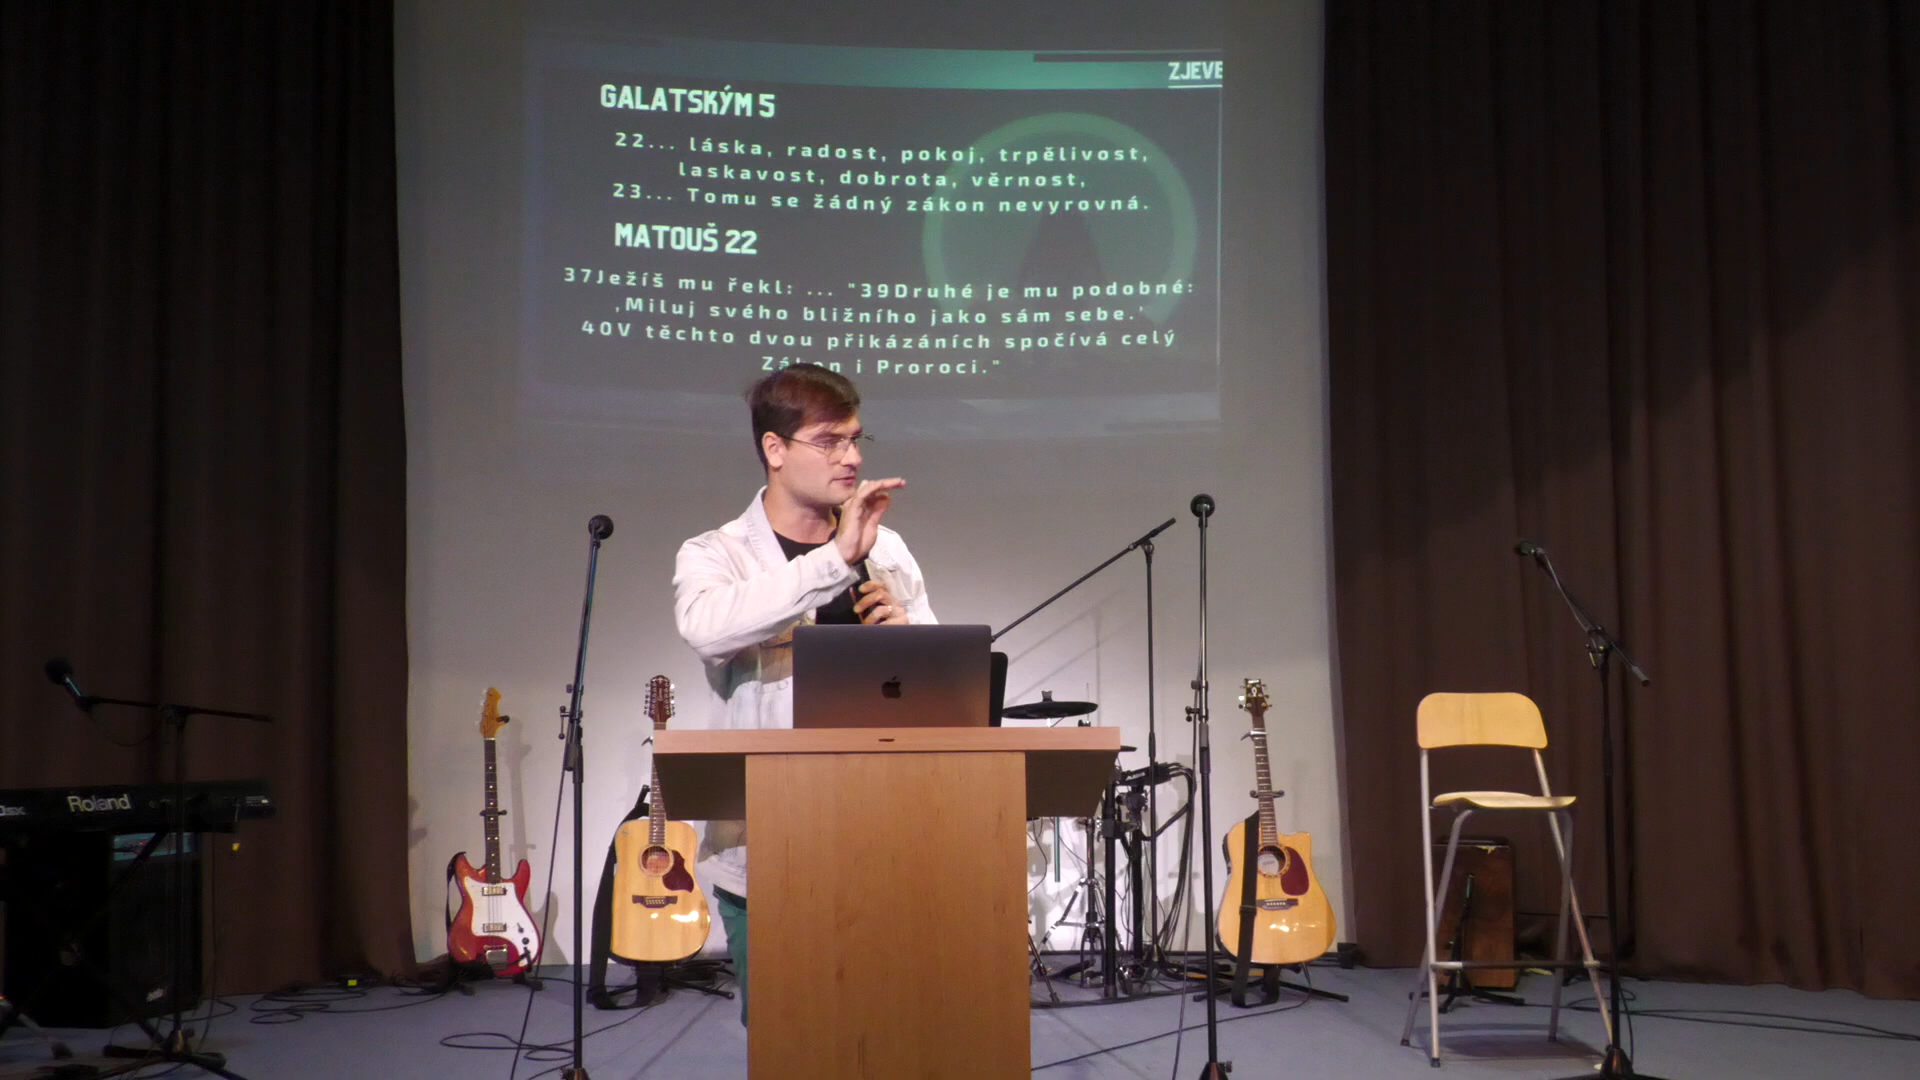 ZJEVE
GALATSKÝM 5
22... láska, radost, pokoj, trpělivost,
laskavost, dobrota, věrnost,
23... Tomu se žádný zákon nevyrovná.
MATOUŠ 22
37Ježíš mu řekl: ... "39Druhé je mu podobné:
‚Miluj svého bližního jako sám sebe.'
40V těchto dvou přikázáních spočívá celý
Zákon i Proroci."
Roland